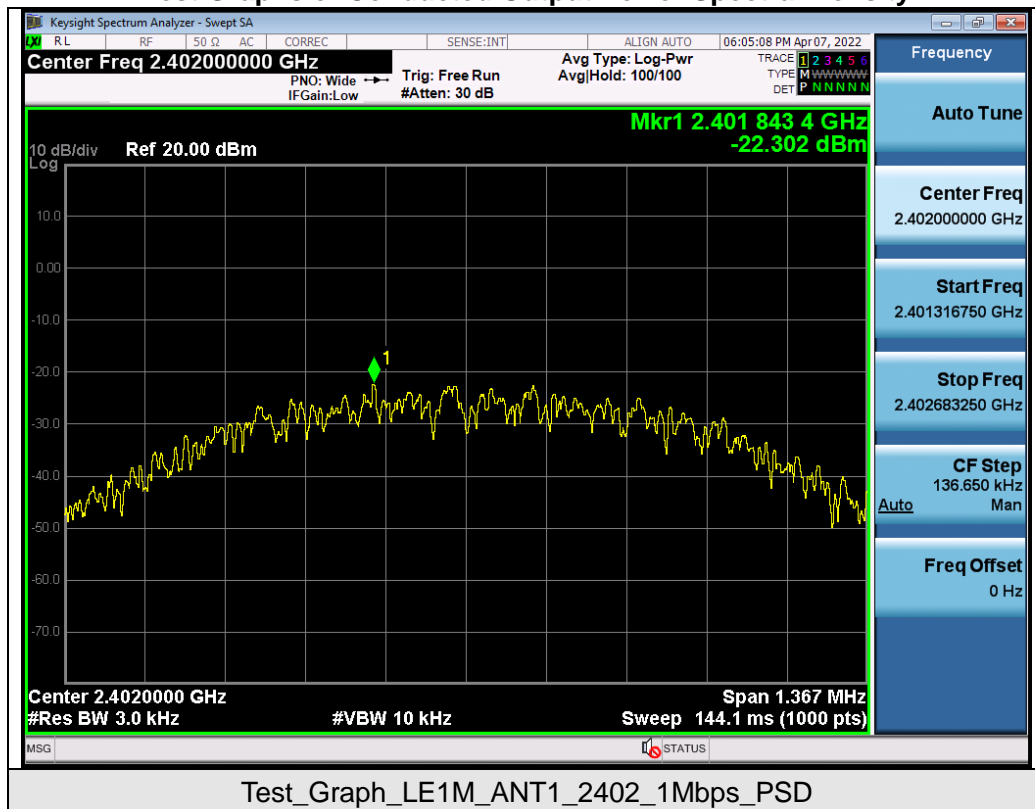 Keysight Spectrum Analyzer - Swept SA
LXI RL RF 50 Ω AC CORREC SENSE:INT ALIGN AUTO 06:05:08 PM Apr 07, 2022
Center Freq 2.402000000 GHz
PNO: Wide
IFGain:Low
Trig: Free Run
#Atten: 30 dB
Avg Type: Log-Pwr
Avg|Hold: 100/100
TRACE 1 2 3 4 5 6
TYPE M WWWWW
DET P N N N N N
Mkr1 2.401 843 4 GHz
-22.302 dBm
10 dB/div Ref 20.00 dBm
Log
10.0
0.00
-10.0
-20.0
-30.0
-40.0
-50.0
-60.0
-70.0
1
Center 2.4020000 GHz Span 1.367 MHz
#Res BW 3.0 kHz #VBW 10 kHz Sweep 144.1 ms (1000 pts)
MSG STATUS
Frequency
Auto Tune
Center Freq
2.402000000 GHz
Start Freq
2.401316750 GHz
Stop Freq
2.402683250 GHz
CF Step
136.650 kHz
Auto Man
Freq Offset
0 Hz
Test_Graph_LE1M_ANT1_2402_1Mbps_PSD